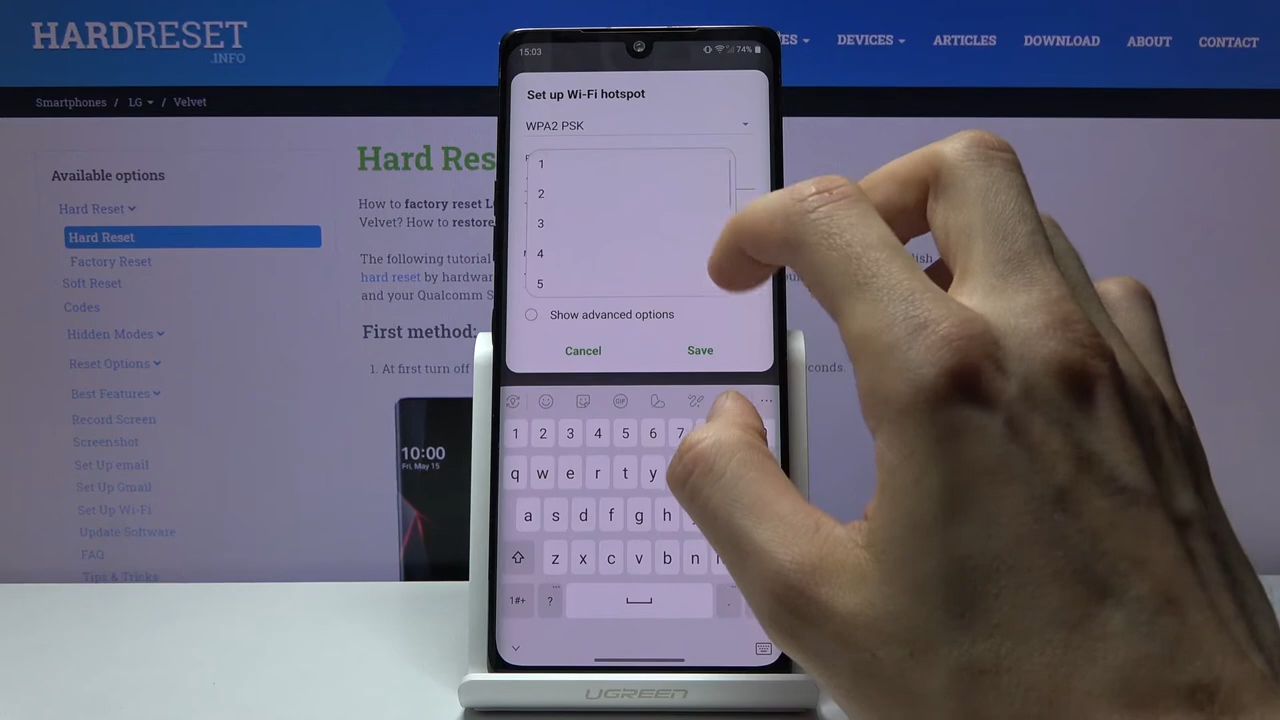 HARDRESET
.INFO
DEVICES
ARTICLES
DOWNLOAD
ABOUT
CONTACT
Smartphones / LG / Velvet
Available options
Hard Reset
Hard Reset
Factory Reset
Soft Reset
Codes
Hidden Modes
Reset Options
Best Features
Record Screen
Screenshot
Set Up email
Set Up Gmail
Set Up Wi-Fi
Update Software
FAQ
Tips & Tricks
Hard Res
How to factory reset L
Velvet? How to restore
The following tutorial
hard reset by hardwar
and your Qualcomm S
First method:
1. At first turn off
conds.
10:00
Fri, May 15
15:03
74%
Set up Wi-Fi hotspot
WPA2 PSK
1
2
3
4
5
Show advanced options
Cancel Save
GIF
1 2 3 4 5 6 7
q w e r t y
a s d f g h
z x c v b n
1#+ ? .
UGREEN